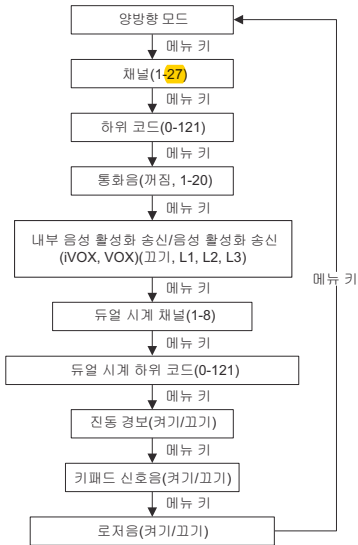 양방향 모드
메뉴 키
채널(1-27)
메뉴 키
하위 코드(0-121)
메뉴 키
통화음(꺼짐, 1-20)
메뉴 키
내부 음성 활성화 송신/음성 활성화 송신
(iVOX, VOX)(끄기, L1, L2, L3)
메뉴 키
메뉴 키
듀얼 시계 채널(1-8)
메뉴 키
듀얼 시계 하위 코드(0-121)
메뉴 키
진동 경보(켜기/끄기)
메뉴 키
키패드 신호음(켜기/끄기)
메뉴 키
로저음(켜기/끄기)